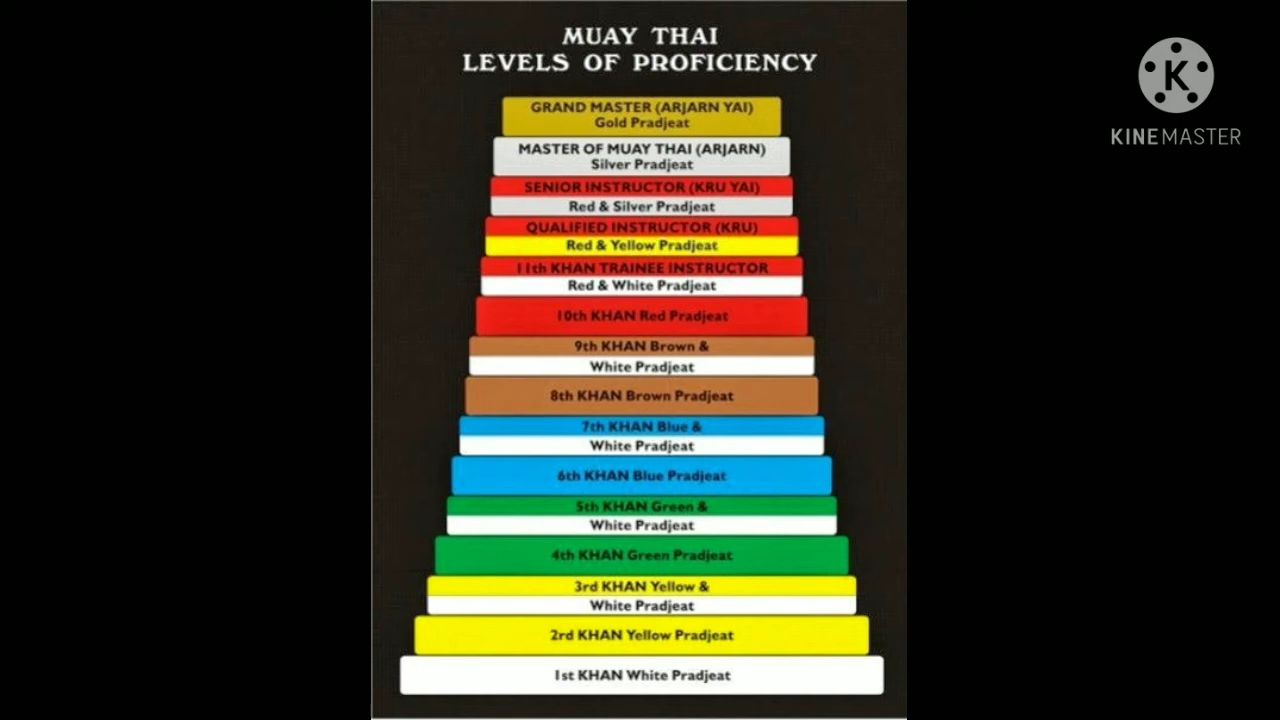 MUAY THAI
LEVELS OF PROFICIENCY
GRAND MASTER (ARJARN YAI)
Gold Pradjeat
MASTER OF MUAY THAI (ARJARN)
Silver Pradjeat
SENIOR INSTRUCTOR (KRU YAI)
Red & Silver Pradjeat
QUALIFIED INSTRUCTOR (KRU)
Red & Yellow Pradjeat
11th KHAN TRAINEE INSTRUCTOR
Red & White Pradjeat
10th KHAN Red Pradjeat
9th KHAN Brown &
White Pradjeat
8th KHAN Brown Pradjeat
7th KHAN Blue &
White Pradjeat
6th KHAN Blue Pradjeat
5th KHAN Green &
White Pradjeat
4th KHAN Green Pradjeat
3rd KHAN Yellow &
White Pradjeat
2rd KHAN Yellow Pradjeat
1st KHAN White Pradjeat
K
KINEMASTER